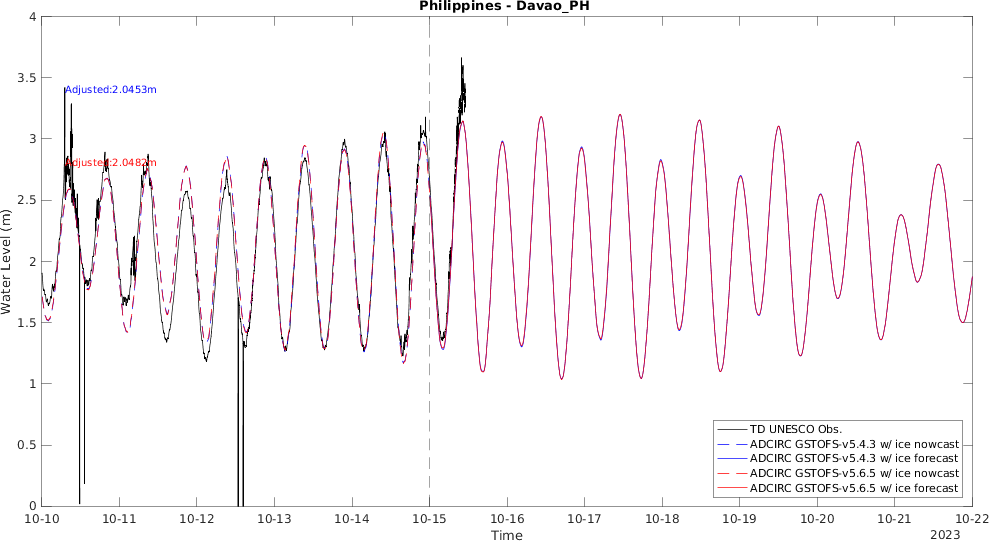 Philippines - Davao_PH
4
3.5
3
2.5
2
1.5
1
0.5
0
Water Level (m)
Adjusted:2.0453m
Adjusted:2.0482m
TD UNESCO Obs.
ADCIRC GSTOFS-v5.4.3 w/ ice nowcast
ADCIRC GSTOFS-v5.4.3 w/ ice forecast
ADCIRC GSTOFS-v5.6.5 w/ ice nowcast
ADCIRC GSTOFS-v5.6.5 w/ ice forecast
10-10 10-11 10-12 10-13 10-14 10-15 10-16 10-17 10-18 10-19 10-20 10-21 10-22
Time
2023